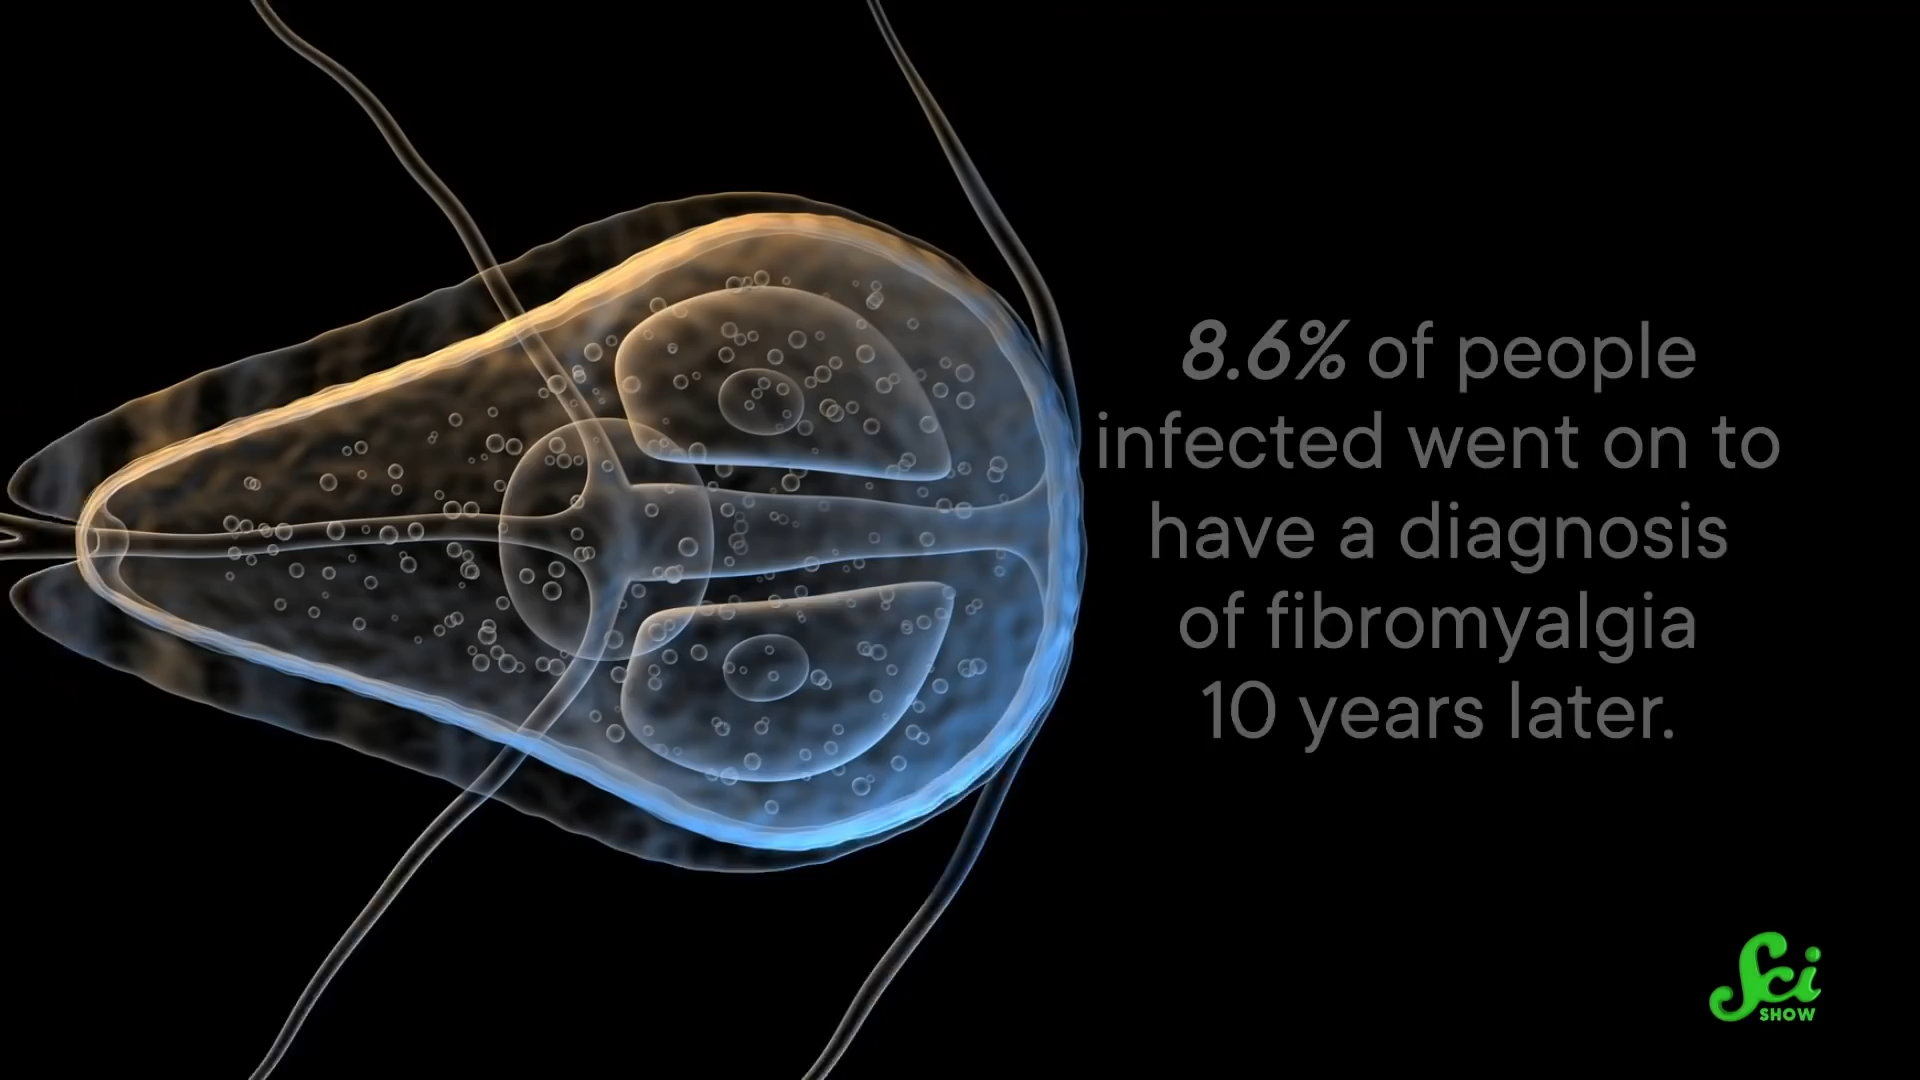 8.6% of people
infected went on to
have a diagnosis
of fibromyalgia
10 years later.
Sci
SHOW